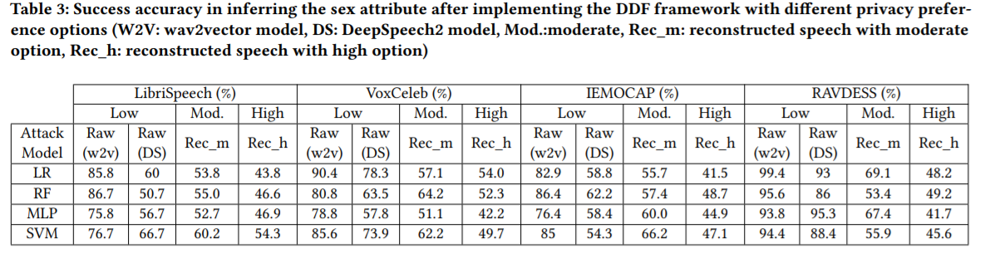 Table 3: Success accuracy in inferring the sex attribute after implementing the DDF framework with different privacy prefer-
ence options (W2V: wav2vector model, DS: DeepSpeech2 model, Mod.:moderate, Rec_m: reconstructed speech with moderate
option, Rec_h: reconstructed speech with high option)
LibriSpeech (%) VoxCeleb (%) IEMOCAP (%) RAVDESS (%)
Low Mod. High Low Mod. High Low Mod. High Low Mod. High
Attack Model Raw (w2v) Raw (DS) Rec_m Rec_h Raw (w2v) Raw (DS) Rec_m Rec_h Raw (w2v) Raw (DS) Rec_m Rec_h Raw (w2v) Raw (DS) Rec_m Rec_h
LR 85.8 60 53.8 43.8 90.4 78.3 57.1 54.0 82.9 58.8 55.7 41.5 99.4 93 69.1 48.2
RF 86.7 50.7 55.0 46.6 80.8 63.5 64.2 52.3 86.4 62.2 57.4 48.7 95.6 86 53.4 49.2
MLP 75.8 56.7 52.7 46.9 78.8 57.8 51.1 42.2 76.4 58.4 60.0 44.9 93.8 95.3 67.4 41.7
SVM 76.7 66.7 60.2 54.3 85.6 73.9 62.2 49.7 85 54.3 66.2 47.1 94.4 88.4 55.9 45.6